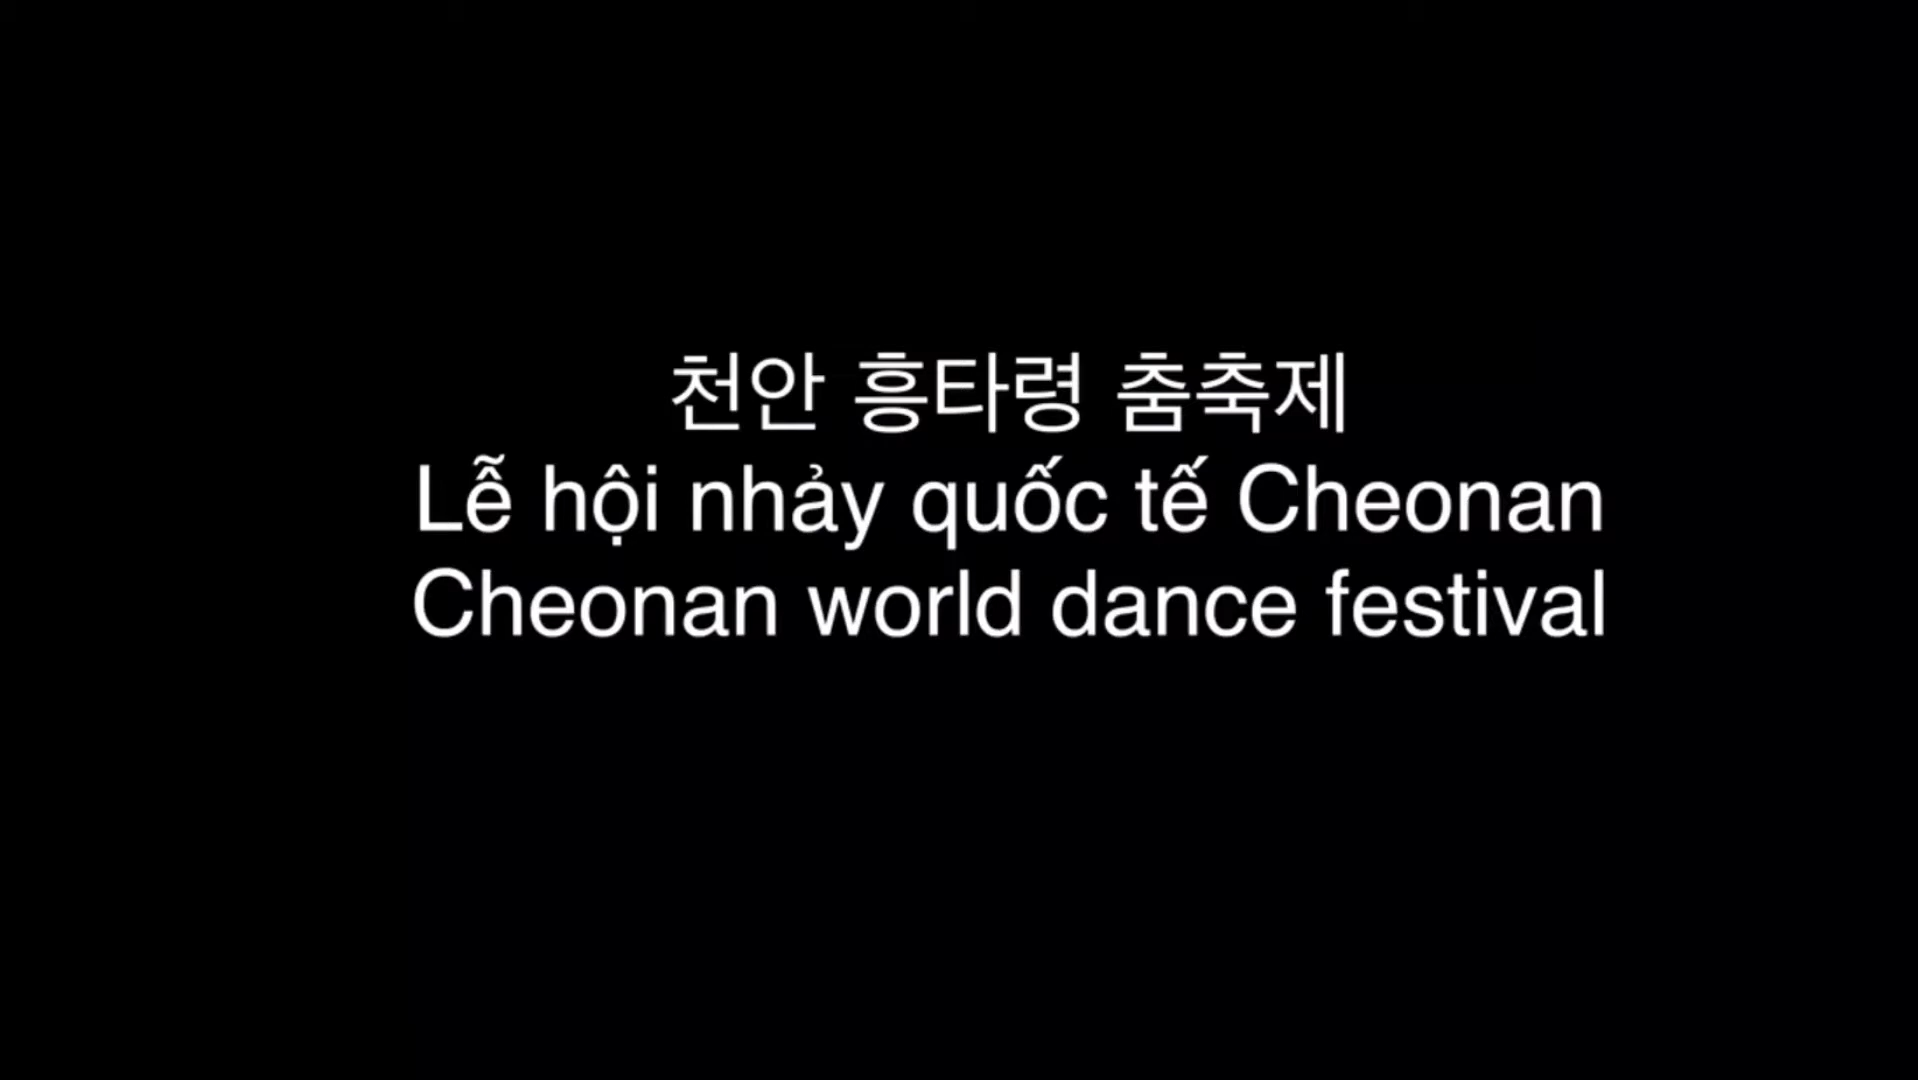 천안 흥타령 춤축제
Lễ hội nhảy quốc tế Cheonan
Cheonan world dance festival